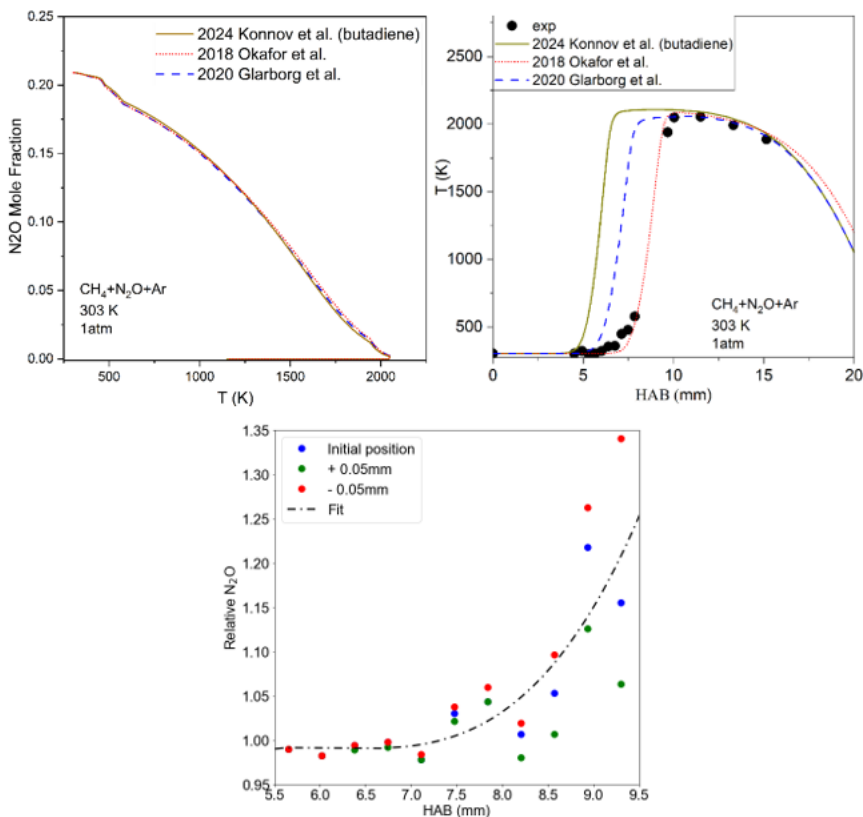 2024 Konnov et al. (butadiene)
2018 Okafor et al.
2020 Glarborg et al.
0.25
0.20
0.15
0.10
0.05
0.00
N2O Mole Fraction
CH₄+N₂O+Ar
303 K
1atm
500
1000
1500
2000
T (K)
exp
2024 Konnov et al. (butadiene)
2018 Okafor et al.
2020 Glarborg et al.
2500
2000
1500
1000
500
T (K)
CH₄+N₂O+Ar
303 K
1atm
0
5
10
15
20
HAB (mm)
Initial position
+ 0.05mm
- 0.05mm
Fit
1.35
1.30
1.25
1.20
1.15
1.10
1.05
1.00
0.95
Relative N₂O
5.5
6.0
6.5
7.0
7.5
8.0
8.5
9.0
9.5
HAB (mm)